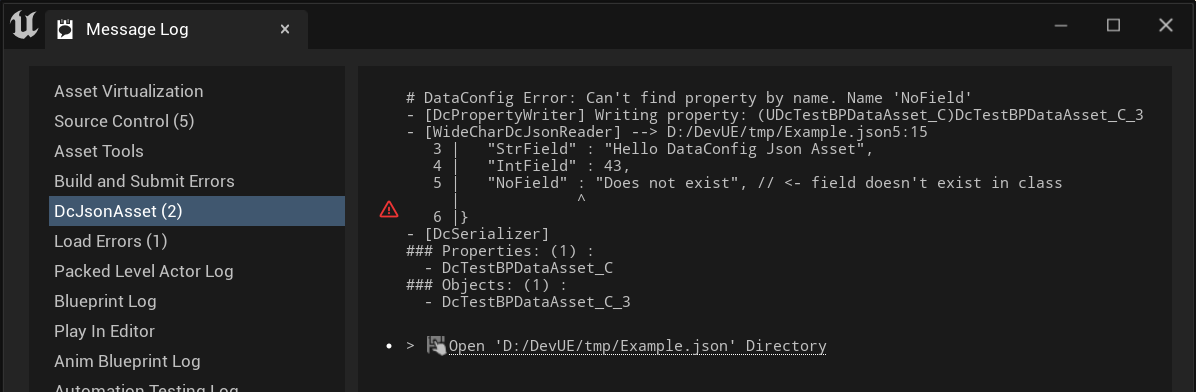 Message Log
Asset Virtualization
Source Control (5)
Asset Tools
Build and Submit Errors
DcJsonAsset (2)
Load Errors (1)
Packed Level Actor Log
Blueprint Log
Play In Editor
Anim Blueprint Log
Automation Testing Log
# DataConfig Error: Can't find property by name. Name 'NoField'
- [DcPropertyWriter] Writing property: (UDcTestBPDataAsset_C)DcTestBPDataAsset_C_3
- [WideCharDcJsonReader] --> D:/DevUE/tmp/Example.json5:15
3 |   "StrField" : "Hello DataConfig Json Asset",
4 |   "IntField" : 43,
5 |   "NoField" : "Does not exist", // <- field doesn't exist in class
|             ^
6 |}
- [DcSerializer]
### Properties: (1) :
- DcTestBPDataAsset_C
### Objects: (1) :
- DcTestBPDataAsset_C_3
• > Open 'D:/DevUE/tmp/Example.json' Directory